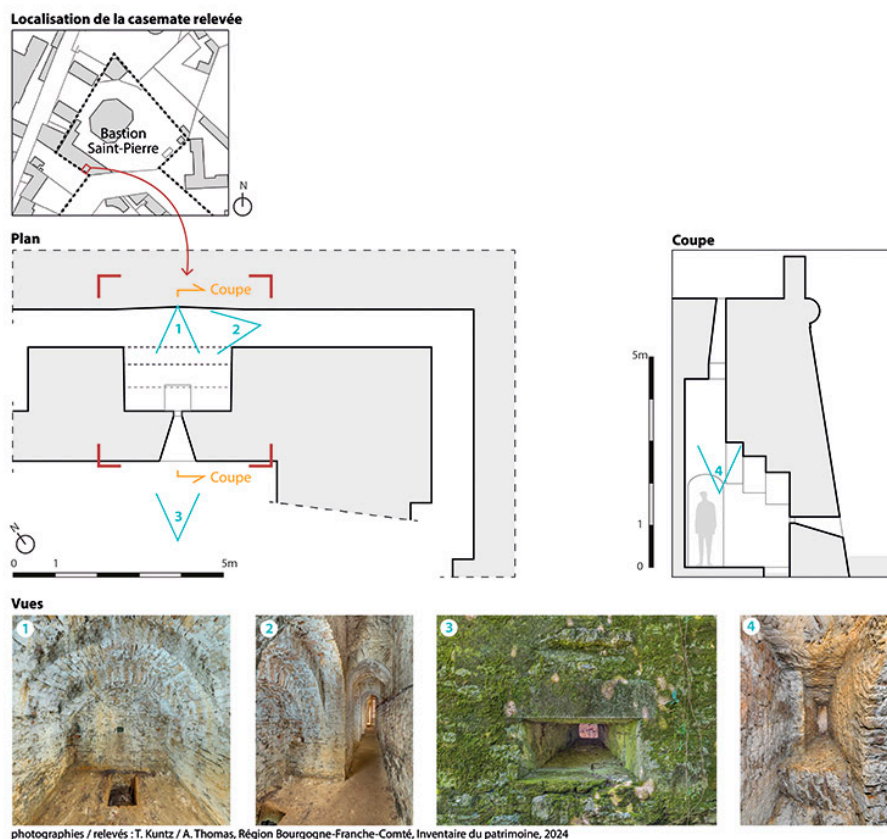 Localisation de la casemate relevée
Bastion
Saint-Pierre
N
Plan
Coupe
1
2
Coupe
3
N
0 1 5m
Coupe
5m
4
1
0
Vues
1
2
3
4
photographies / relevés : T. Kuntz / A. Thomas, Région Bourgogne-Franche-Comté, Inventaire du patrimoine, 2024